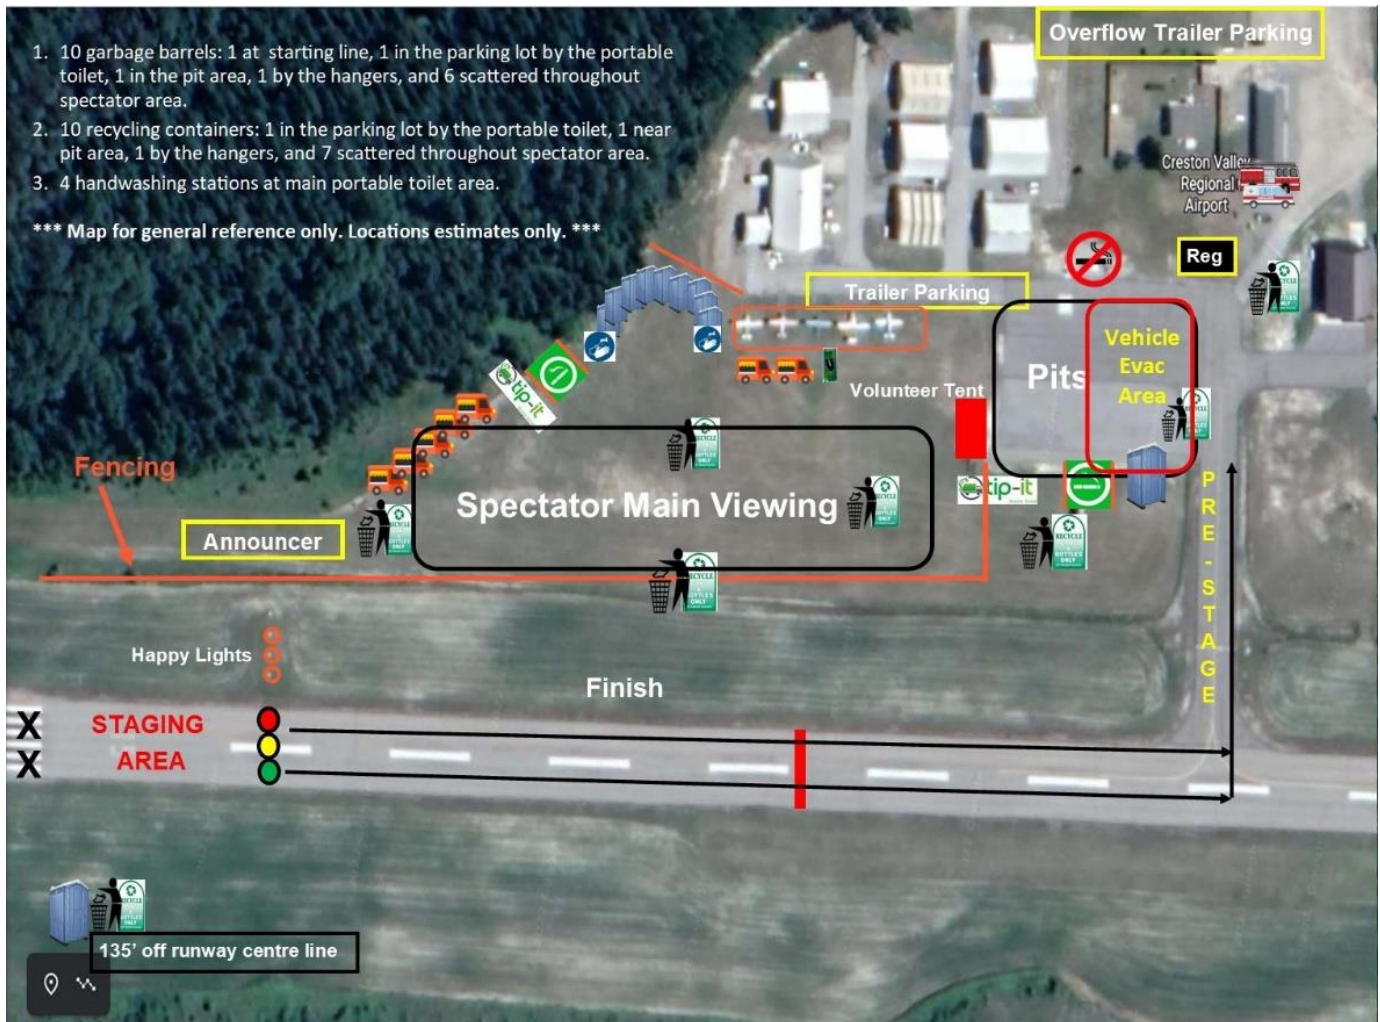 1. 10 garbage barrels: 1 at starting line, 1 in the parking lot by the portable
toilet, 1 in the pit area, 1 by the hangers, and 6 scattered throughout
spectator area.
2. 10 recycling containers: 1 in the parking lot by the portable toilet, 1 near
pit area, 1 by the hangers, and 7 scattered throughout spectator area.
3. 4 handwashing stations at main portable toilet area.
*** Map for general reference only. Locations estimates only. ***
Overflow Trailer Parking
Creston Valley
Regional
Airport
Reg
Trailer Parking
Vehicle
Evac
Area
Pits
Volunteer Tent
tip-it
tip-it
Fencing
Spectator Main Viewing
Announcer
PRE-STAGE
Happy Lights
Finish
X
X
STAGING
AREA
RECYCLE
BOTTLES
ONLY
135' off runway centre line